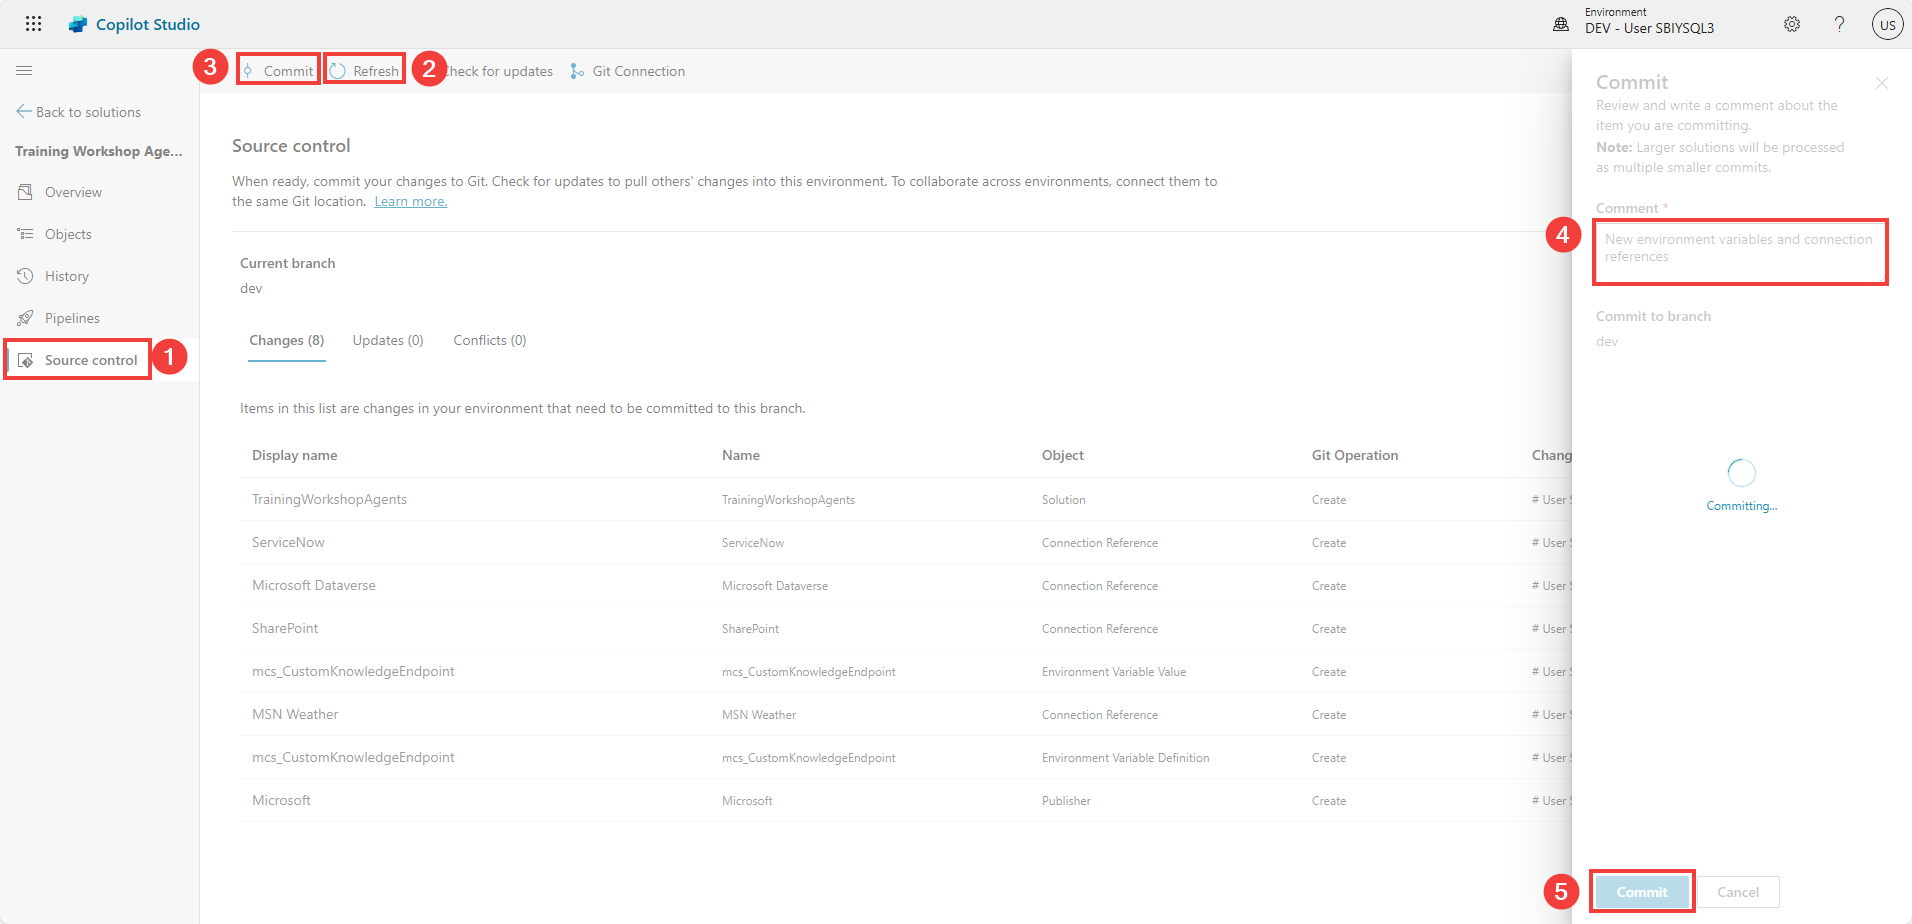 Copilot Studio
Environment
DEV - User SBIYSQL3
US
3
Commit
Refresh
2
Check for updates
Git Connection
Back to solutions
Training Workshop Age...
Overview
Objects
History
Pipelines
Source control
1
Source control
When ready, commit your changes to Git. Check for updates to pull others' changes into this environment. To collaborate across environments, connect them to
the same Git location. Learn more.
Current branch
dev
Changes (8)
Updates (0)
Conflicts (0)
Items in this list are changes in your environment that need to be committed to this branch.
Display name Name Object Git Operation Chang
TrainingWorkshopAgents TrainingWorkshopAgents Solution Create # User S
ServiceNow ServiceNow Connection Reference Create # User S
Microsoft Dataverse Microsoft Dataverse Connection Reference Create # User S
SharePoint SharePoint Connection Reference Create # User S
mcs_CustomKnowledgeEndpoint mcs_CustomKnowledgeEndpoint Environment Variable Value Create # User S
MSN Weather MSN Weather Connection Reference Create # User S
mcs_CustomKnowledgeEndpoint mcs_CustomKnowledgeEndpoint Environment Variable Definition Create # User S
Microsoft Microsoft Publisher Create # User S
Commit
Review and write a comment about the
item you are committing.
Note: Larger solutions will be processed
as multiple smaller commits.
Comment *
4
New environment variables and connection
references
Commit to branch
dev
Committing...
5
Commit
Cancel